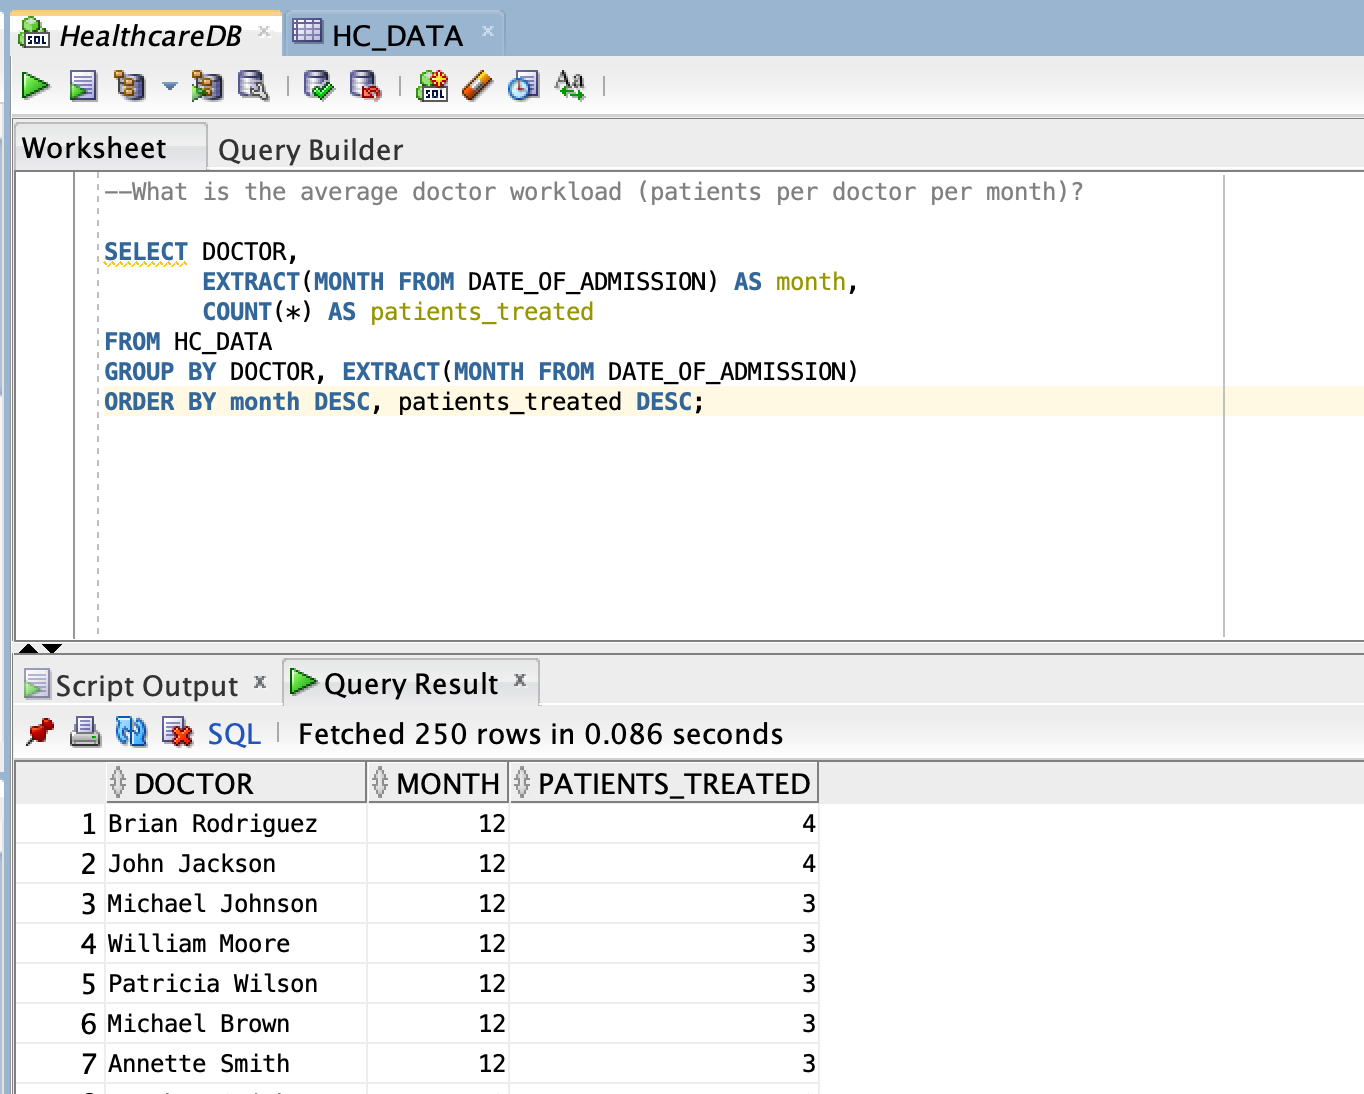 HealthcareDB
HC_DATA
Worksheet
Query Builder
--What is the average doctor workload (patients per doctor per month)?
SELECT DOCTOR,
EXTRACT(MONTH FROM DATE_OF_ADMISSION) AS month,
COUNT(*) AS patients_treated
FROM HC_DATA
GROUP BY DOCTOR, EXTRACT(MONTH FROM DATE_OF_ADMISSION)
ORDER BY month DESC, patients_treated DESC;
Script Output
Query Result
SQL Fetched 250 rows in 0.086 seconds
DOCTOR MONTH PATIENTS_TREATED
1 Brian Rodriguez 12 4
2 John Jackson 12 4
3 Michael Johnson 12 3
4 William Moore 12 3
5 Patricia Wilson 12 3
6 Michael Brown 12 3
7 Annette Smith 12 3